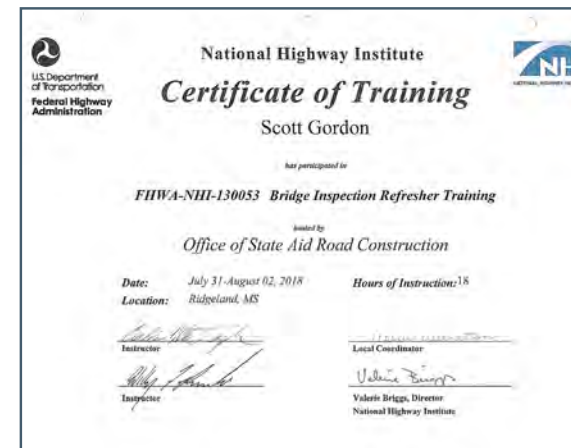 U.S. Department
of Transportation
Federal Highway
Administration
National Highway Institute
NH
Certificate of Training
Scott Gordon
has participated in
FHWA-NHI-130053 Bridge Inspection Refresher Training
hosted by
Office of State Aid Road Construction
Date: July 31-August 02, 2018
Hours of Instruction:18
Location: Ridgeland, MS
Instructor
Local Coordinator
Valerie Briggs
Instructor
Valerie Briggs, Director
National Highway Institute